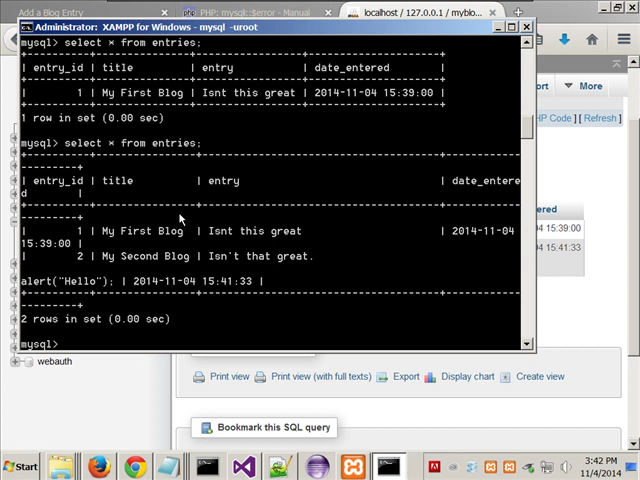 Add a Blog Entry
PHP: mysqli::$error - Manual
localhost / 127.0.0.1 / myblo
Administrator: XAMPP for Windows - mysql -uroot
mysql> select * from entries;
| entry_id | title | entry | date_entered |
| 1 | My First Blog | Isnt this great | 2014-11-04 15:39:00 |
1 row in set (0.00 sec)
mysql> select * from entries;
| entry_id | title | entry | date_entere
d |
| 1 | My First Blog | Isnt this great | 2014-11-04
15:39:00 |
| 2 | My Second Blog | Isn't that great.
alert("Hello"); | 2014-11-04 15:41:33 |
2 rows in set (0.00 sec)
mysql>
ort
More
HP Code ] [ Refresh ]
ered
04 15:39:00
04 15:41:33
webauth
Print view
Print view (with full texts)
Export
Display chart
Create view
Bookmark this SQL query
Start
3:42 PM
11/4/2014